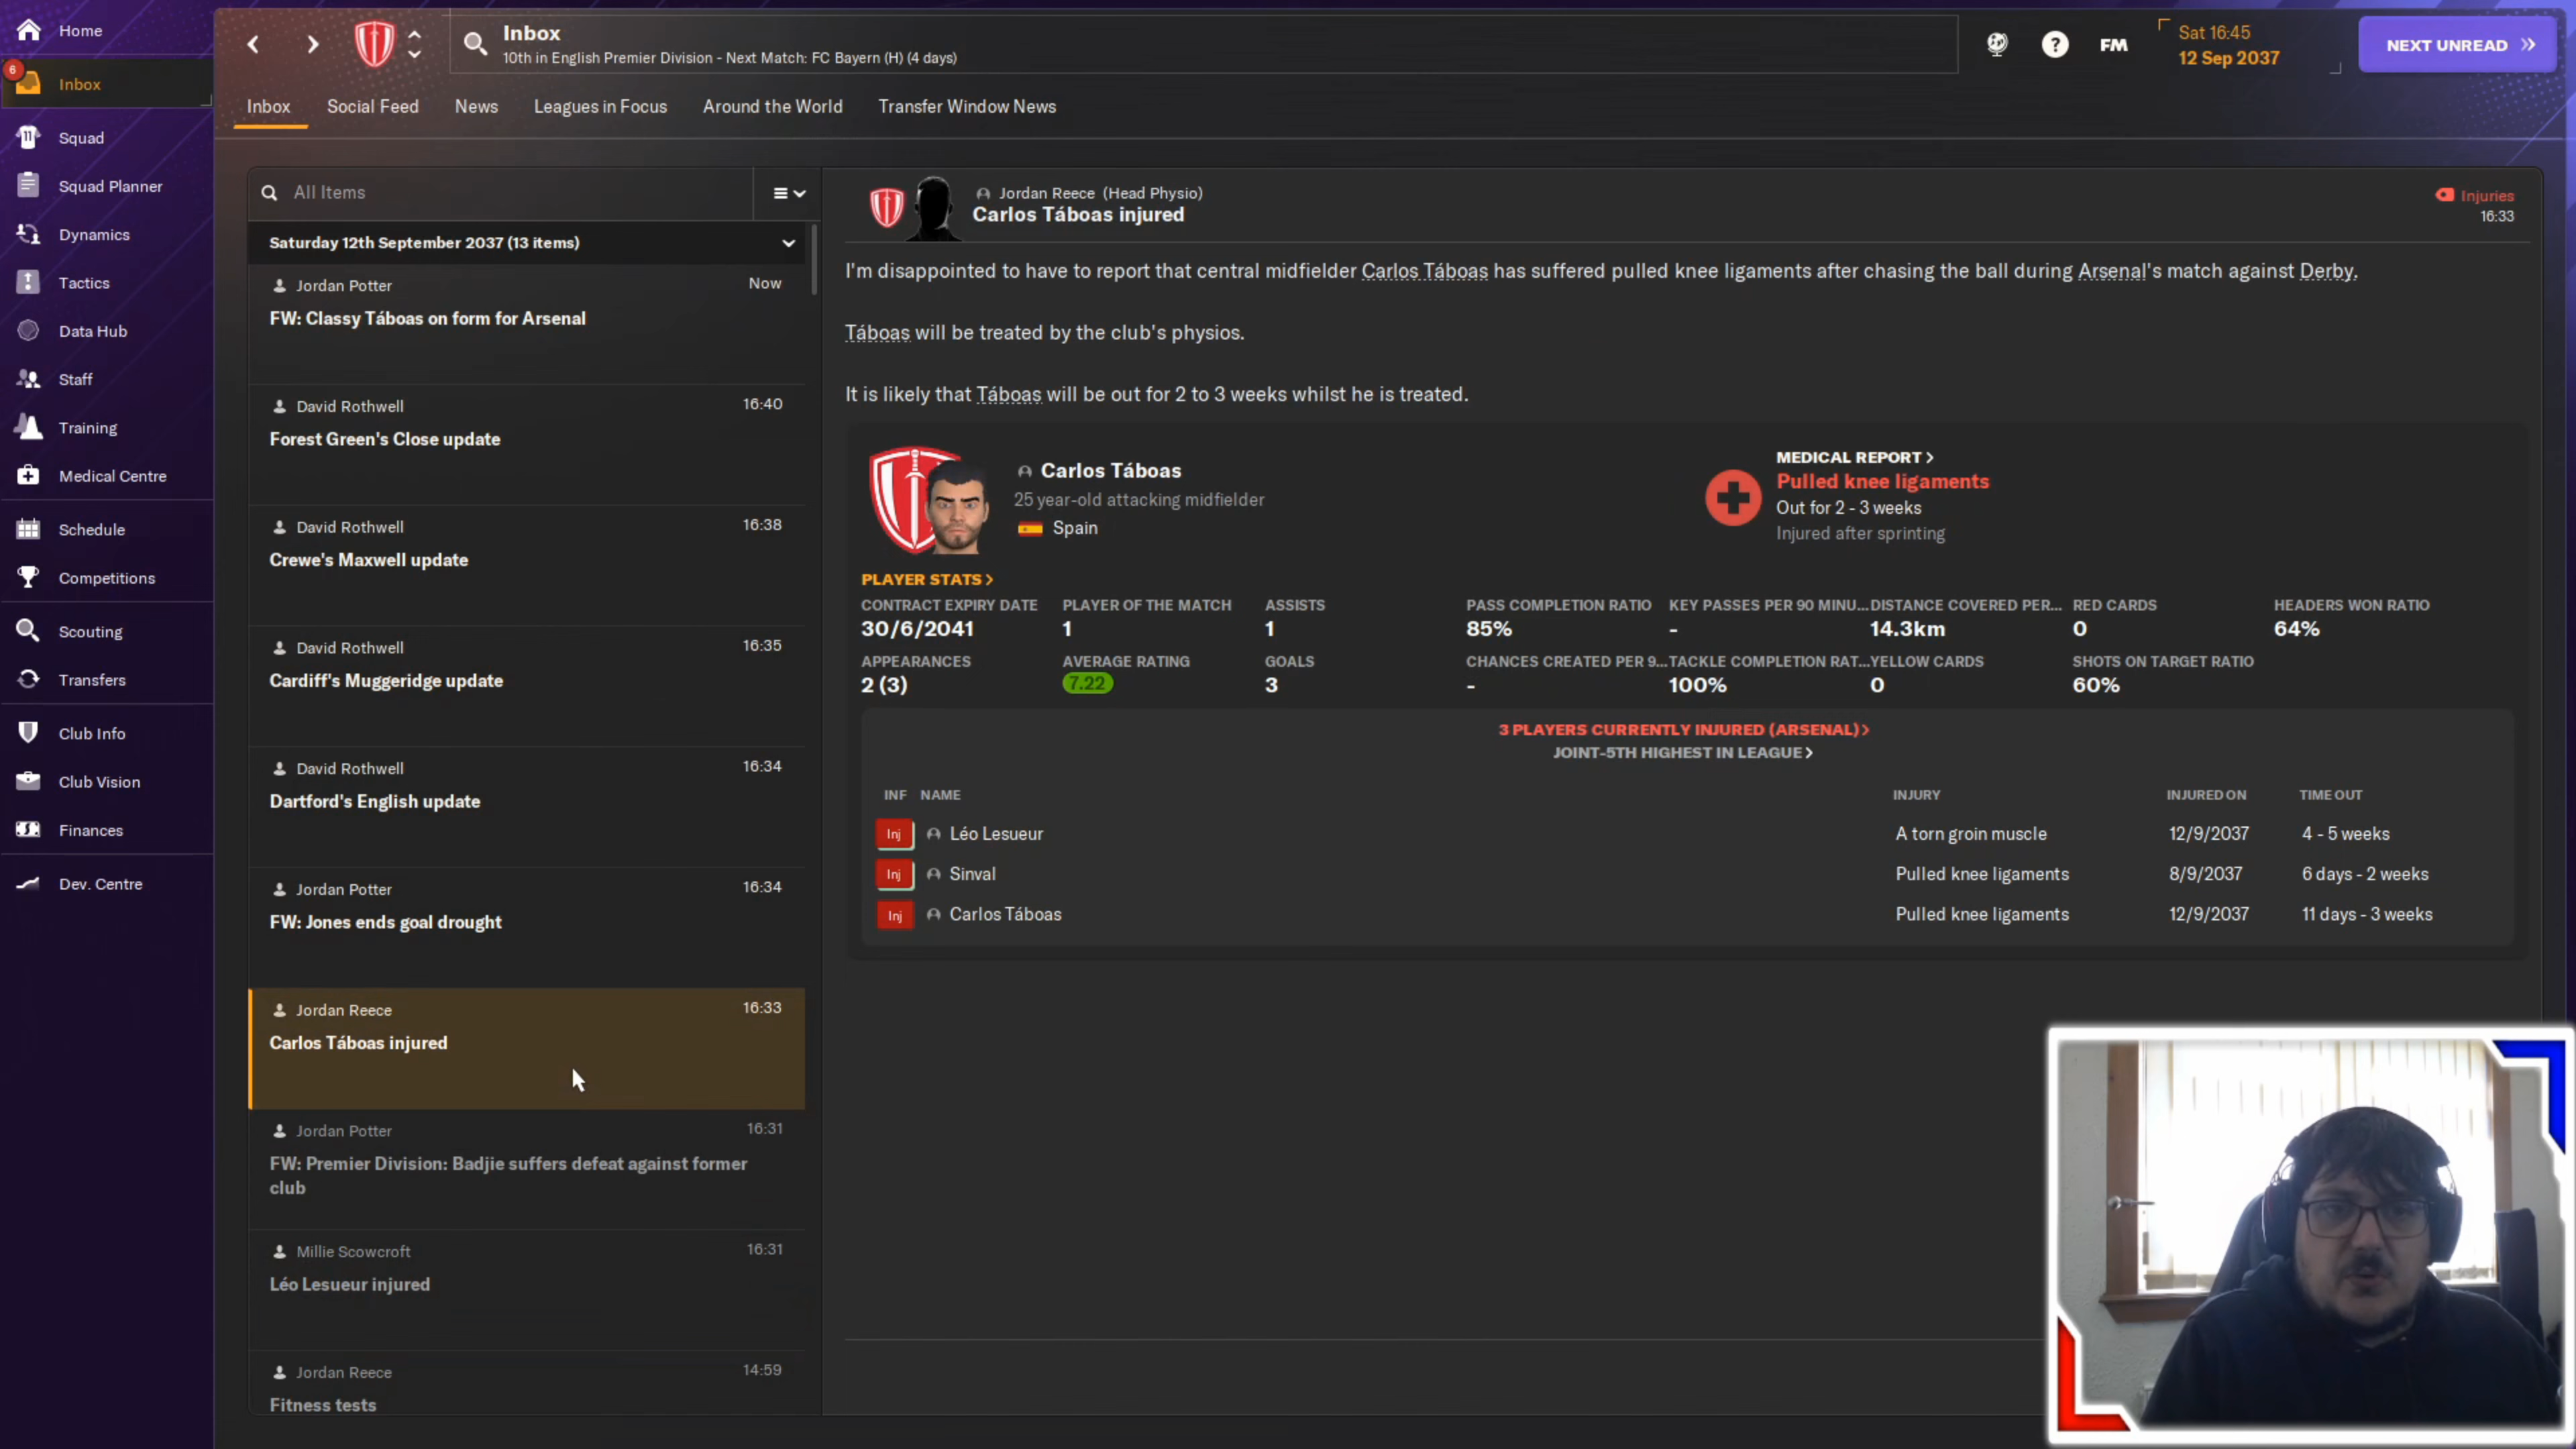 Home
6
Inbox
Squad
Squad Planner
Dynamics
Tactics
Data Hub
Staff
Training
Medical Centre
Schedule
Competitions
Scouting
Transfers
Club Info
Club Vision
Finances
Dev. Centre
Inbox
10th in English Premier Division - Next Match: FC Bayern (H) (4 days)
?
FM
Sat 16:45
12 Sep 2037
NEXT UNREAD
Inbox
Social Feed
News
Leagues in Focus
Around the World
Transfer Window News
All Items
Saturday 12th September 2037 (13 items)
Jordan Potter
Now
FW: Classy Táboas on form for Arsenal
David Rothwell
16:40
Forest Green's Close update
David Rothwell
16:38
Crewe's Maxwell update
David Rothwell
16:35
Cardiff's Muggeridge update
David Rothwell
16:34
Dartford's English update
Jordan Potter
16:34
FW: Jones ends goal drought
Jordan Reece
16:33
Carlos Táboas injured
Jordan Potter
16:31
FW: Premier Division: Badjie suffers defeat against former
club
Millie Scowcroft
16:31
Léo Lesueur injured
Jordan Reece
14:59
Fitness tests
Jordan Reece (Head Physio)
Carlos Táboas injured
Injuries
16:33
I'm disappointed to have to report that central midfielder Carlos Táboas has suffered pulled knee ligaments after chasing the ball during Arsenal's match against Derby.
Táboas will be treated by the club's physios.
It is likely that Táboas will be out for 2 to 3 weeks whilst he is treated.
Carlos Táboas
25 year-old attacking midfielder
Spain
MEDICAL REPORT >
Pulled knee ligaments
Out for 2 - 3 weeks
Injured after sprinting
PLAYER STATS >
CONTRACT EXPIRY DATE
30/6/2041
PLAYER OF THE MATCH
1
ASSISTS
1
PASS COMPLETION RATIO
85%
KEY PASSES PER 90 MINU...
-
DISTANCE COVERED PER...
14.3km
RED CARDS
0
HEADERS WON RATIO
64%
APPEARANCES
2 (3)
AVERAGE RATING
7.22
GOALS
3
CHANCES CREATED PER 9...
-
TACKLE COMPLETION RAT...
100%
YELLOW CARDS
0
SHOTS ON TARGET RATIO
60%
3 PLAYERS CURRENTLY INJURED (ARSENAL) >
JOINT-5TH HIGHEST IN LEAGUE >
INF NAME INJURY INJURED ON TIME OUT
Inj Léo Lesueur A torn groin muscle 12/9/2037 4 - 5 weeks
Inj Sinval Pulled knee ligaments 8/9/2037 6 days - 2 weeks
Inj Carlos Táboas Pulled knee ligaments 12/9/2037 11 days - 3 weeks